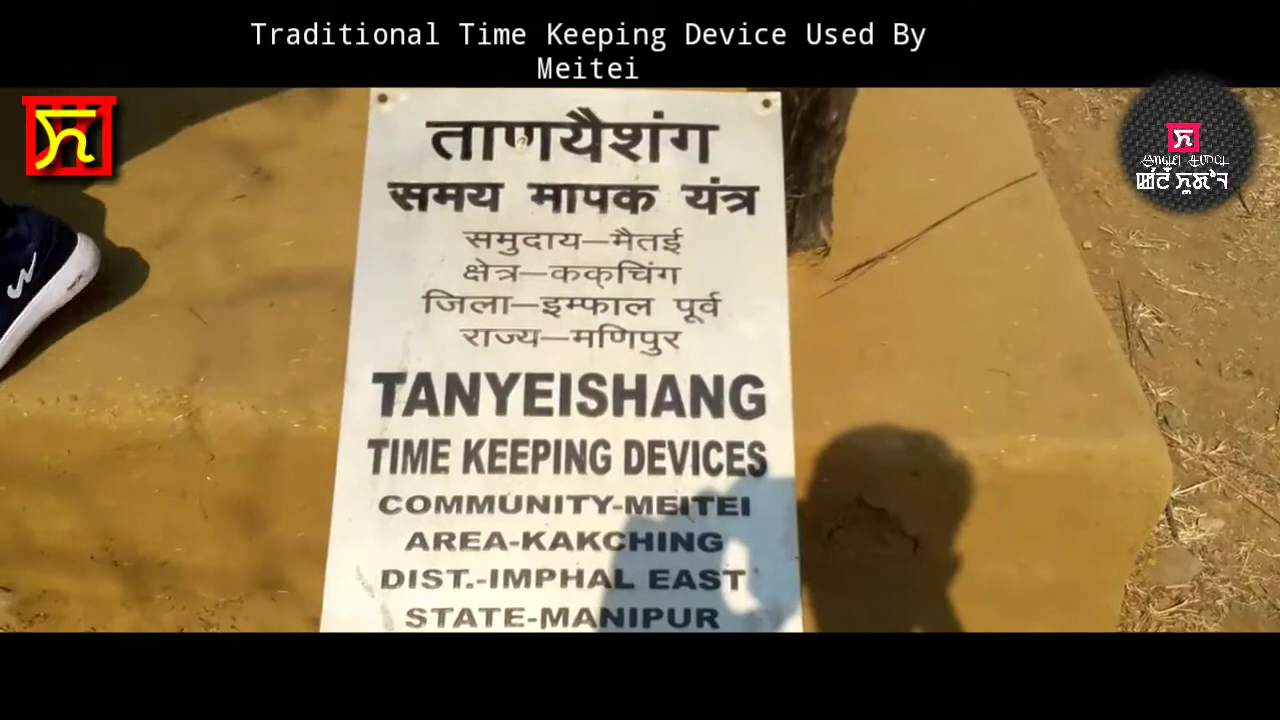 Traditional Time Keeping Device Used By
Meitei
ताणयैशंग
समय मापक यंत्र
समुदाय–मैतई
क्षेत्र–कक्‌चिंग
जिला–इम्फाल पूर्व
राज्य–मणिपुर
TANYEISHANG
TIME KEEPING DEVICES
COMMUNITY-MEITEI
AREA-KAKCHING
DIST.-IMPHAL EAST
STATE-MANIPUR